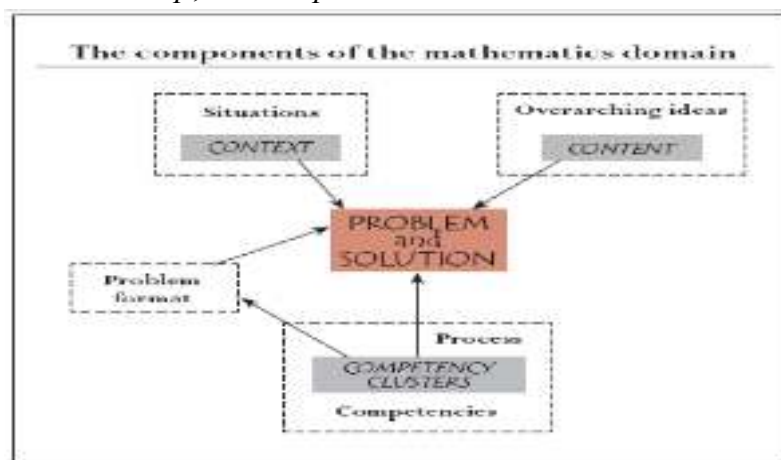 The components of the mathematics domain
Situations
CONTEXT
Overarching ideas
CONTENT
PROBLEM
and
SOLUTION
Problem
format
Process
COMPETENCY
CLUSTERS
Competencies